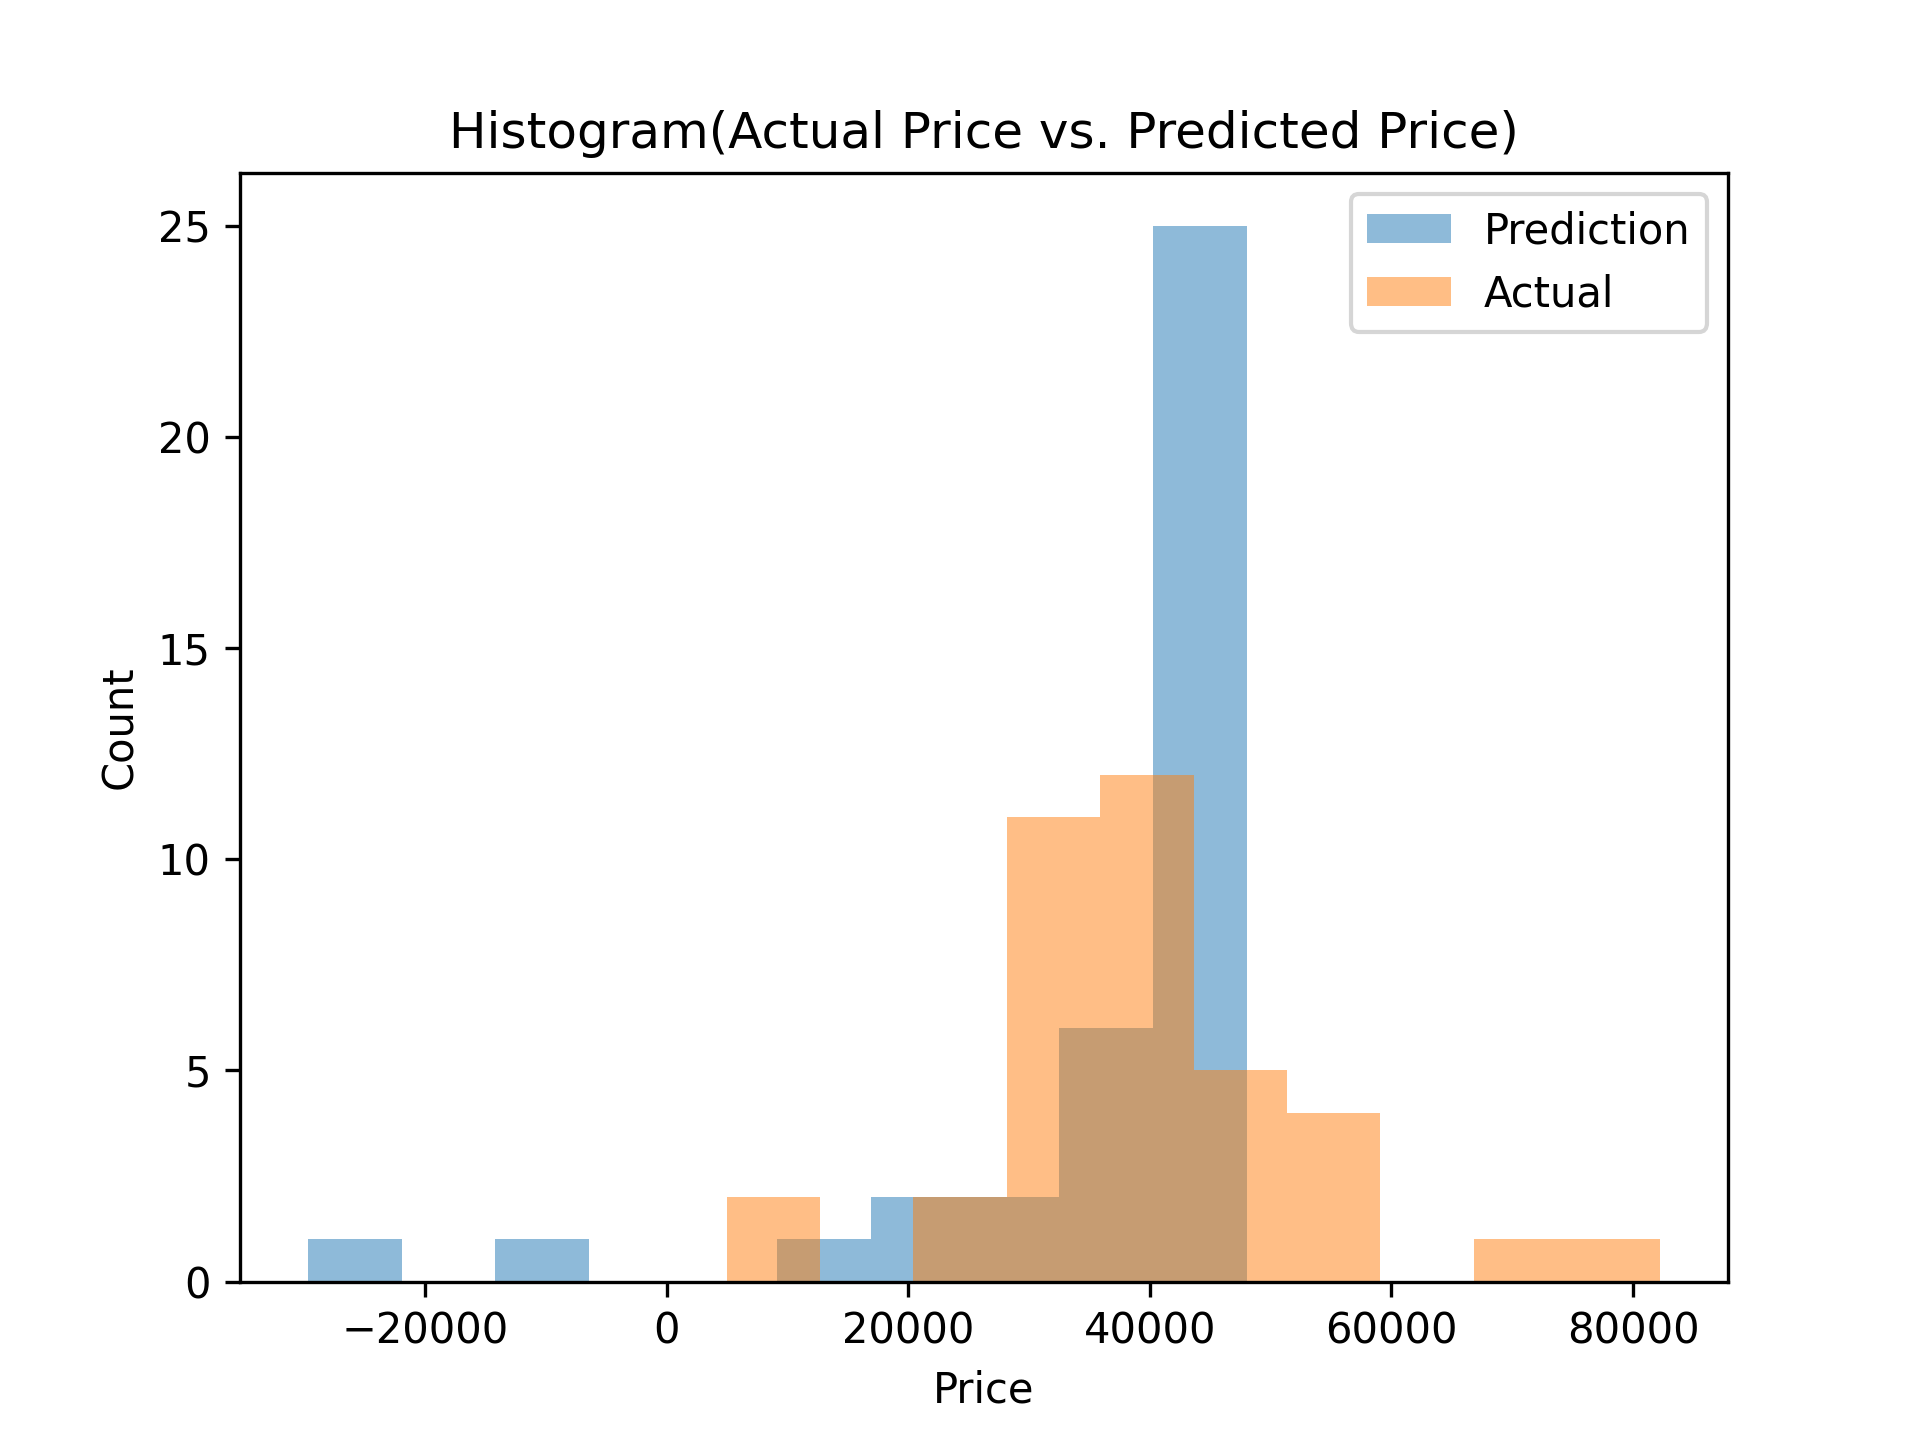 Histogram(Actual Price vs. Predicted Price)
Prediction
Actual
25
20
15
10
5
0
Count
−20000
0
20000
40000
60000
80000
Price